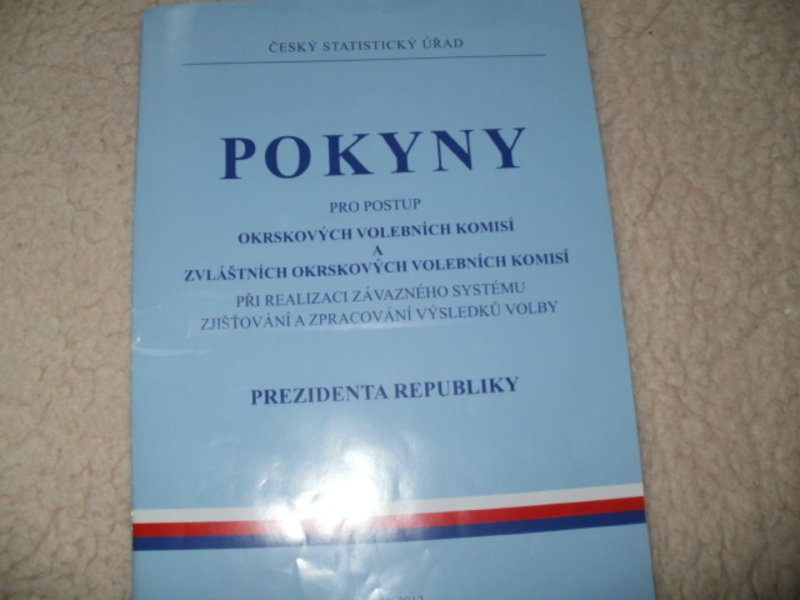 ČESKÝ STATISTICKÝ ÚŘAD
POKYNY
PRO POSTUP
OKRSKOVÝCH VOLEBNÍCH KOMISÍ
A
ZVLÁŠTNÍCH OKRSKOVÝCH VOLEBNÍCH KOMISÍ
PŘI REALIZACI ZÁVAZNÉHO SYSTÉMU
ZJIŠŤOVÁNÍ A ZPRACOVÁNÍ VÝSLEDKŮ VOLBY
PREZIDENTA REPUBLIKY